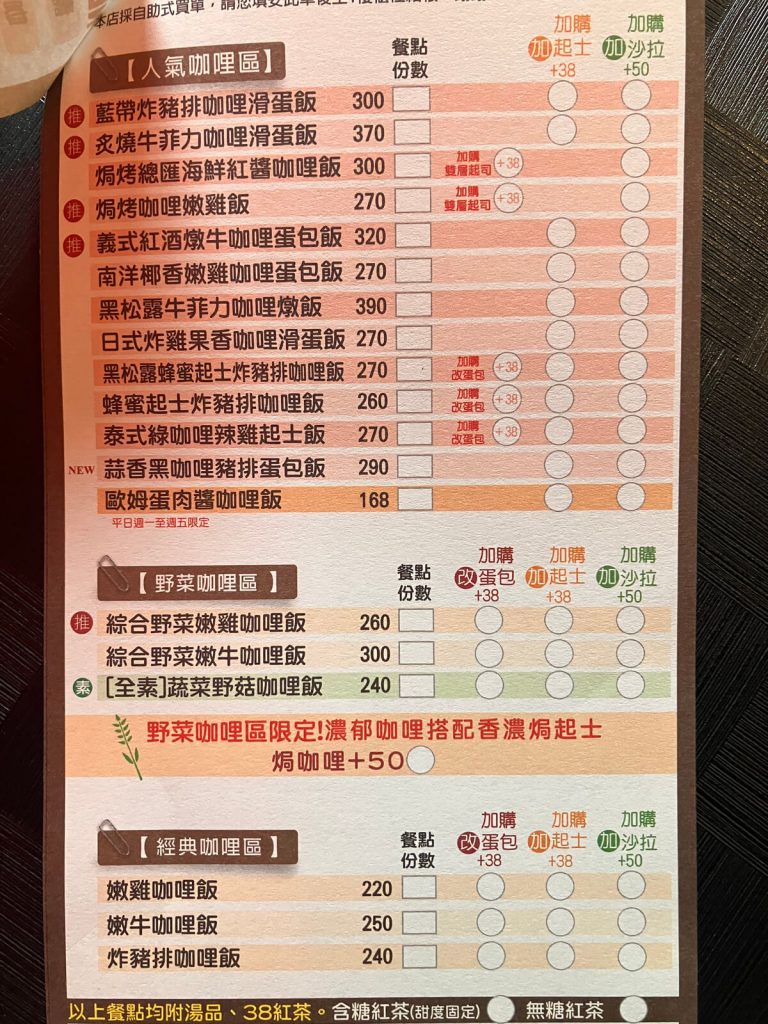 本店採自助式買單，請您填妥此單後至1樓櫃檯結帳
【人氣咖哩區】 餐點份數 加購 加起士 +38 加購 加沙拉 +50
推 藍帶炸豬排咖哩滑蛋飯 300
推 炙燒牛菲力咖哩滑蛋飯 370
焗烤總匯海鮮紅醬咖哩飯 300 加購雙層起司 +38
推 焗烤咖哩嫩雞飯 270 加購雙層起司 +38
推 義式紅酒燉牛咖哩蛋包飯 320
南洋椰香嫩雞咖哩蛋包飯 270
黑松露牛菲力咖哩燉飯 390
日式炸雞果香咖哩滑蛋飯 270
黑松露蜂蜜起士炸豬排咖哩飯 270 加購改蛋包 +38
蜂蜜起士炸豬排咖哩飯 260 加購改蛋包 +38
泰式綠咖哩辣雞起士飯 270 加購改蛋包 +38
NEW 蒜香黑咖哩豬排蛋包飯 290
歐姆蛋肉醬咖哩飯 168
平日週一至週五限定
【野菜咖哩區】 餐點份數 加購 改蛋包 +38 加購 加起士 +38 加購 加沙拉 +50
推 綜合野菜嫩雞咖哩飯 260
綜合野菜嫩牛咖哩飯 300
素 [全素]蔬菜野菇咖哩飯 240
野菜咖哩區限定!濃郁咖哩搭配香濃焗起士
焗咖哩+50
【經典咖哩區】 餐點份數 加購 改蛋包 +38 加購 加起士 +38 加購 加沙拉 +50
嫩雞咖哩飯 220
嫩牛咖哩飯 250
炸豬排咖哩飯 240
以上餐點均附湯品、38紅茶。含糖紅茶(甜度固定) 無糖紅茶